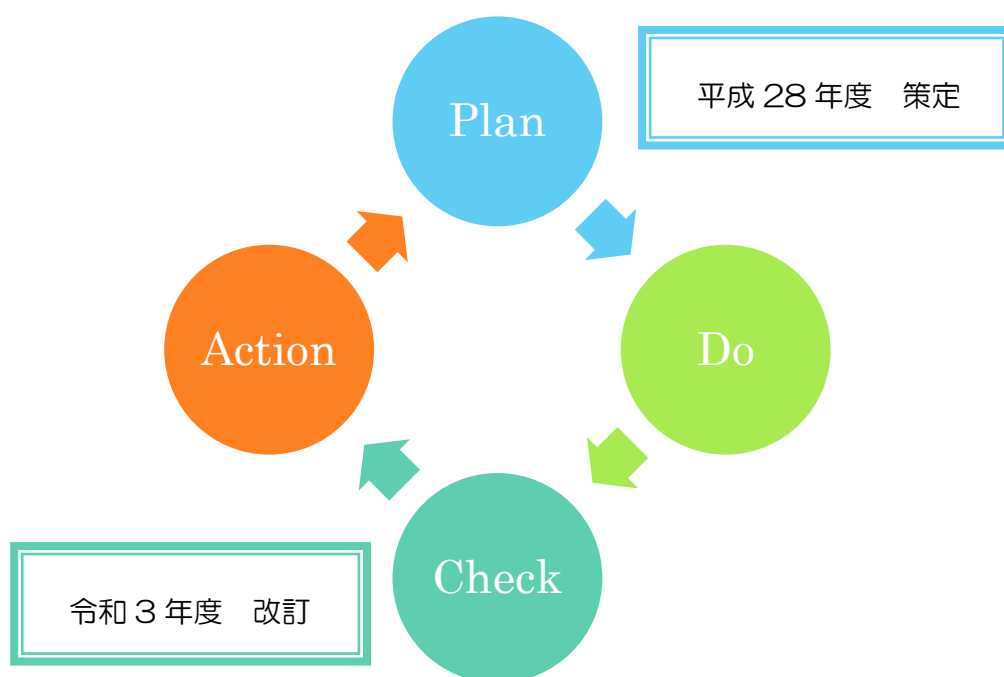 Plan
平成 28 年度　策定
Action
Do
Check
令和 3 年度　改訂